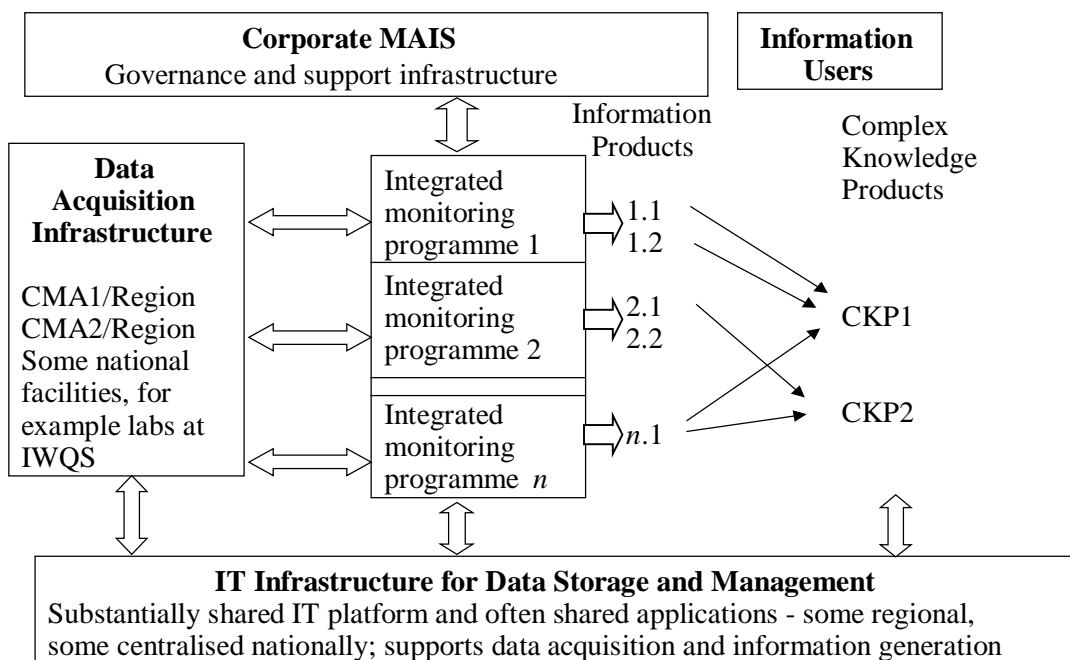 Corporate MAIS
Governance and support infrastructure
Information
Users
Information
Products
Complex
Knowledge
Products
Data
Acquisition
Infrastructure
CMA1/Region
CMA2/Region
Some national
facilities, for
example labs at
IWQS
Integrated
monitoring
programme 1
Integrated
monitoring
programme 2
Integrated
monitoring
programme n
1.1
1.2
2.1
2.2
n.1
CKP1
CKP2
IT Infrastructure for Data Storage and Management
Substantially shared IT platform and often shared applications - some regional,
some centralised nationally; supports data acquisition and information generation